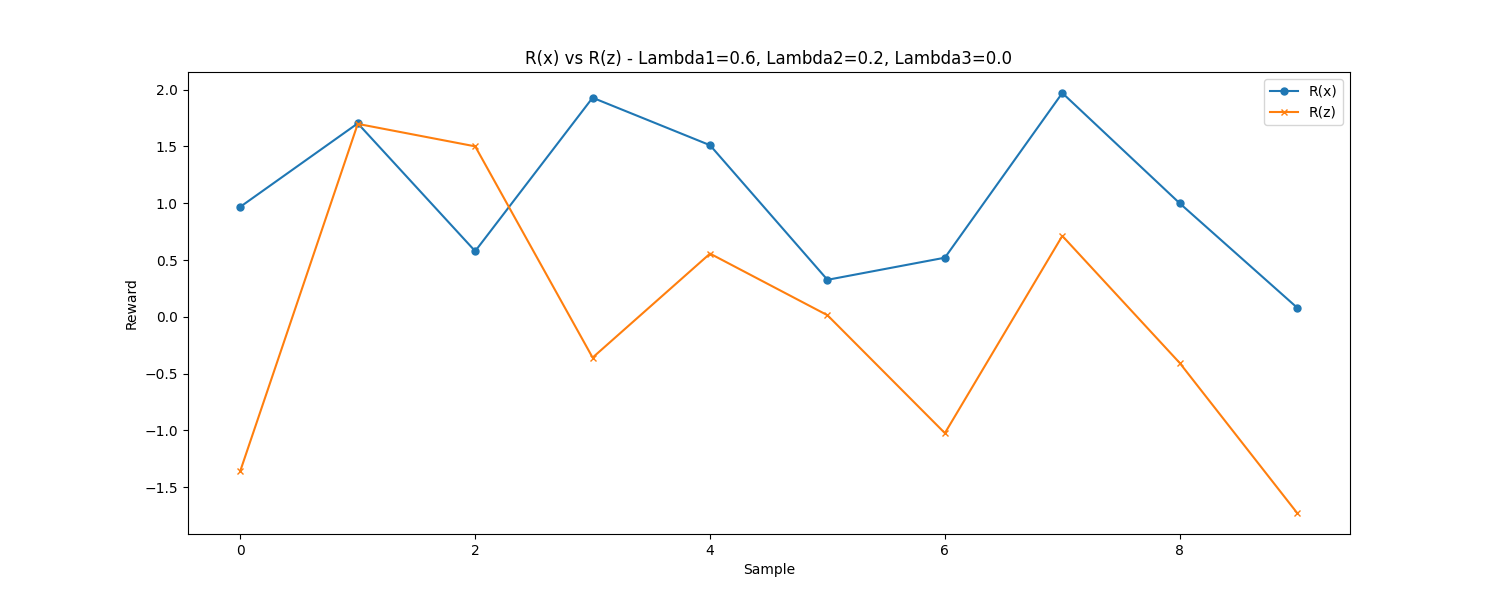 R(x) vs R(z) - Lambda1=0.6, Lambda2=0.2, Lambda3=0.0
R(x)
R(z)
2.0
1.5
1.0
0.5
0.0
−0.5
−1.0
−1.5
Reward
0 2 4 6 8
Sample